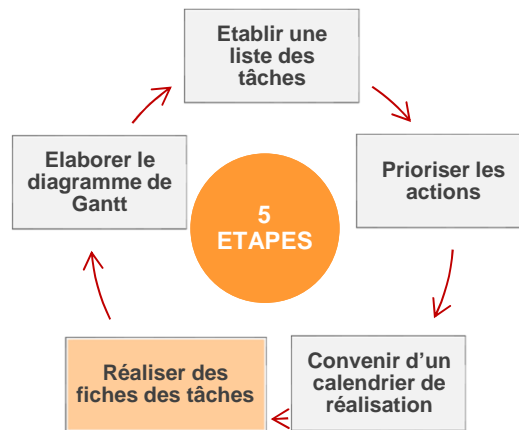 Etablir une
liste des
tâches
Prioriser les
actions
Convenir d'un
calendrier de
réalisation
Réaliser des
fiches des tâches
Elaborer le
diagramme de
Gantt
5
ETAPES